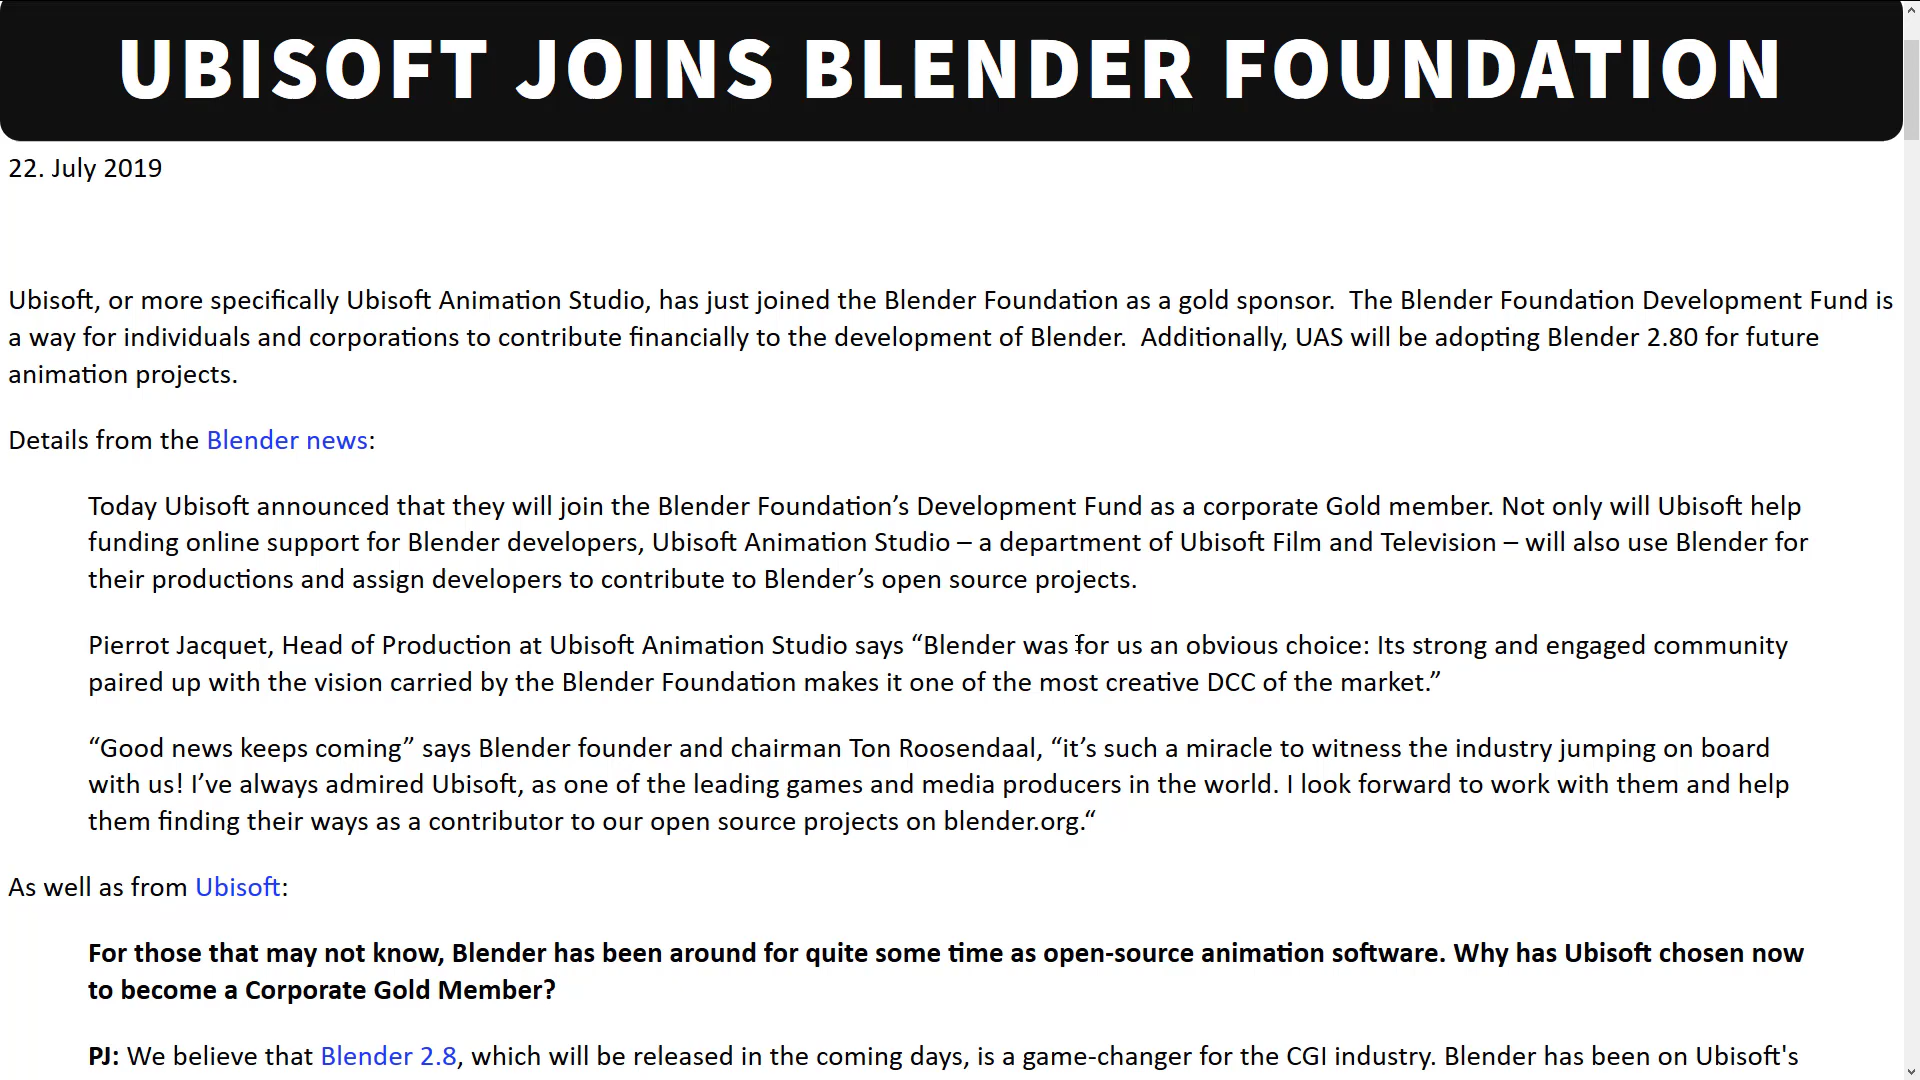 UBISOFT JOINS BLENDER FOUNDATION
22. July 2019
Ubisoft, or more specifically Ubisoft Animation Studio, has just joined the Blender Foundation as a gold sponsor.  The Blender Foundation Development Fund is
a way for individuals and corporations to contribute financially to the development of Blender.  Additionally, UAS will be adopting Blender 2.80 for future
animation projects.
Details from the Blender news:
Today Ubisoft announced that they will join the Blender Foundation’s Development Fund as a corporate Gold member. Not only will Ubisoft help
funding online support for Blender developers, Ubisoft Animation Studio – a department of Ubisoft Film and Television – will also use Blender for
their productions and assign developers to contribute to Blender’s open source projects.
Pierrot Jacquet, Head of Production at Ubisoft Animation Studio says “Blender was for us an obvious choice: Its strong and engaged community
paired up with the vision carried by the Blender Foundation makes it one of the most creative DCC of the market.”
“Good news keeps coming” says Blender founder and chairman Ton Roosendaal, “it’s such a miracle to witness the industry jumping on board
with us! I’ve always admired Ubisoft, as one of the leading games and media producers in the world. I look forward to work with them and help
them finding their ways as a contributor to our open source projects on blender.org.“
As well as from Ubisoft:
For those that may not know, Blender has been around for quite some time as open-source animation software. Why has Ubisoft chosen now
to become a Corporate Gold Member?
PJ: We believe that Blender 2.8, which will be released in the coming days, is a game-changer for the CGI industry. Blender has been on Ubisoft's